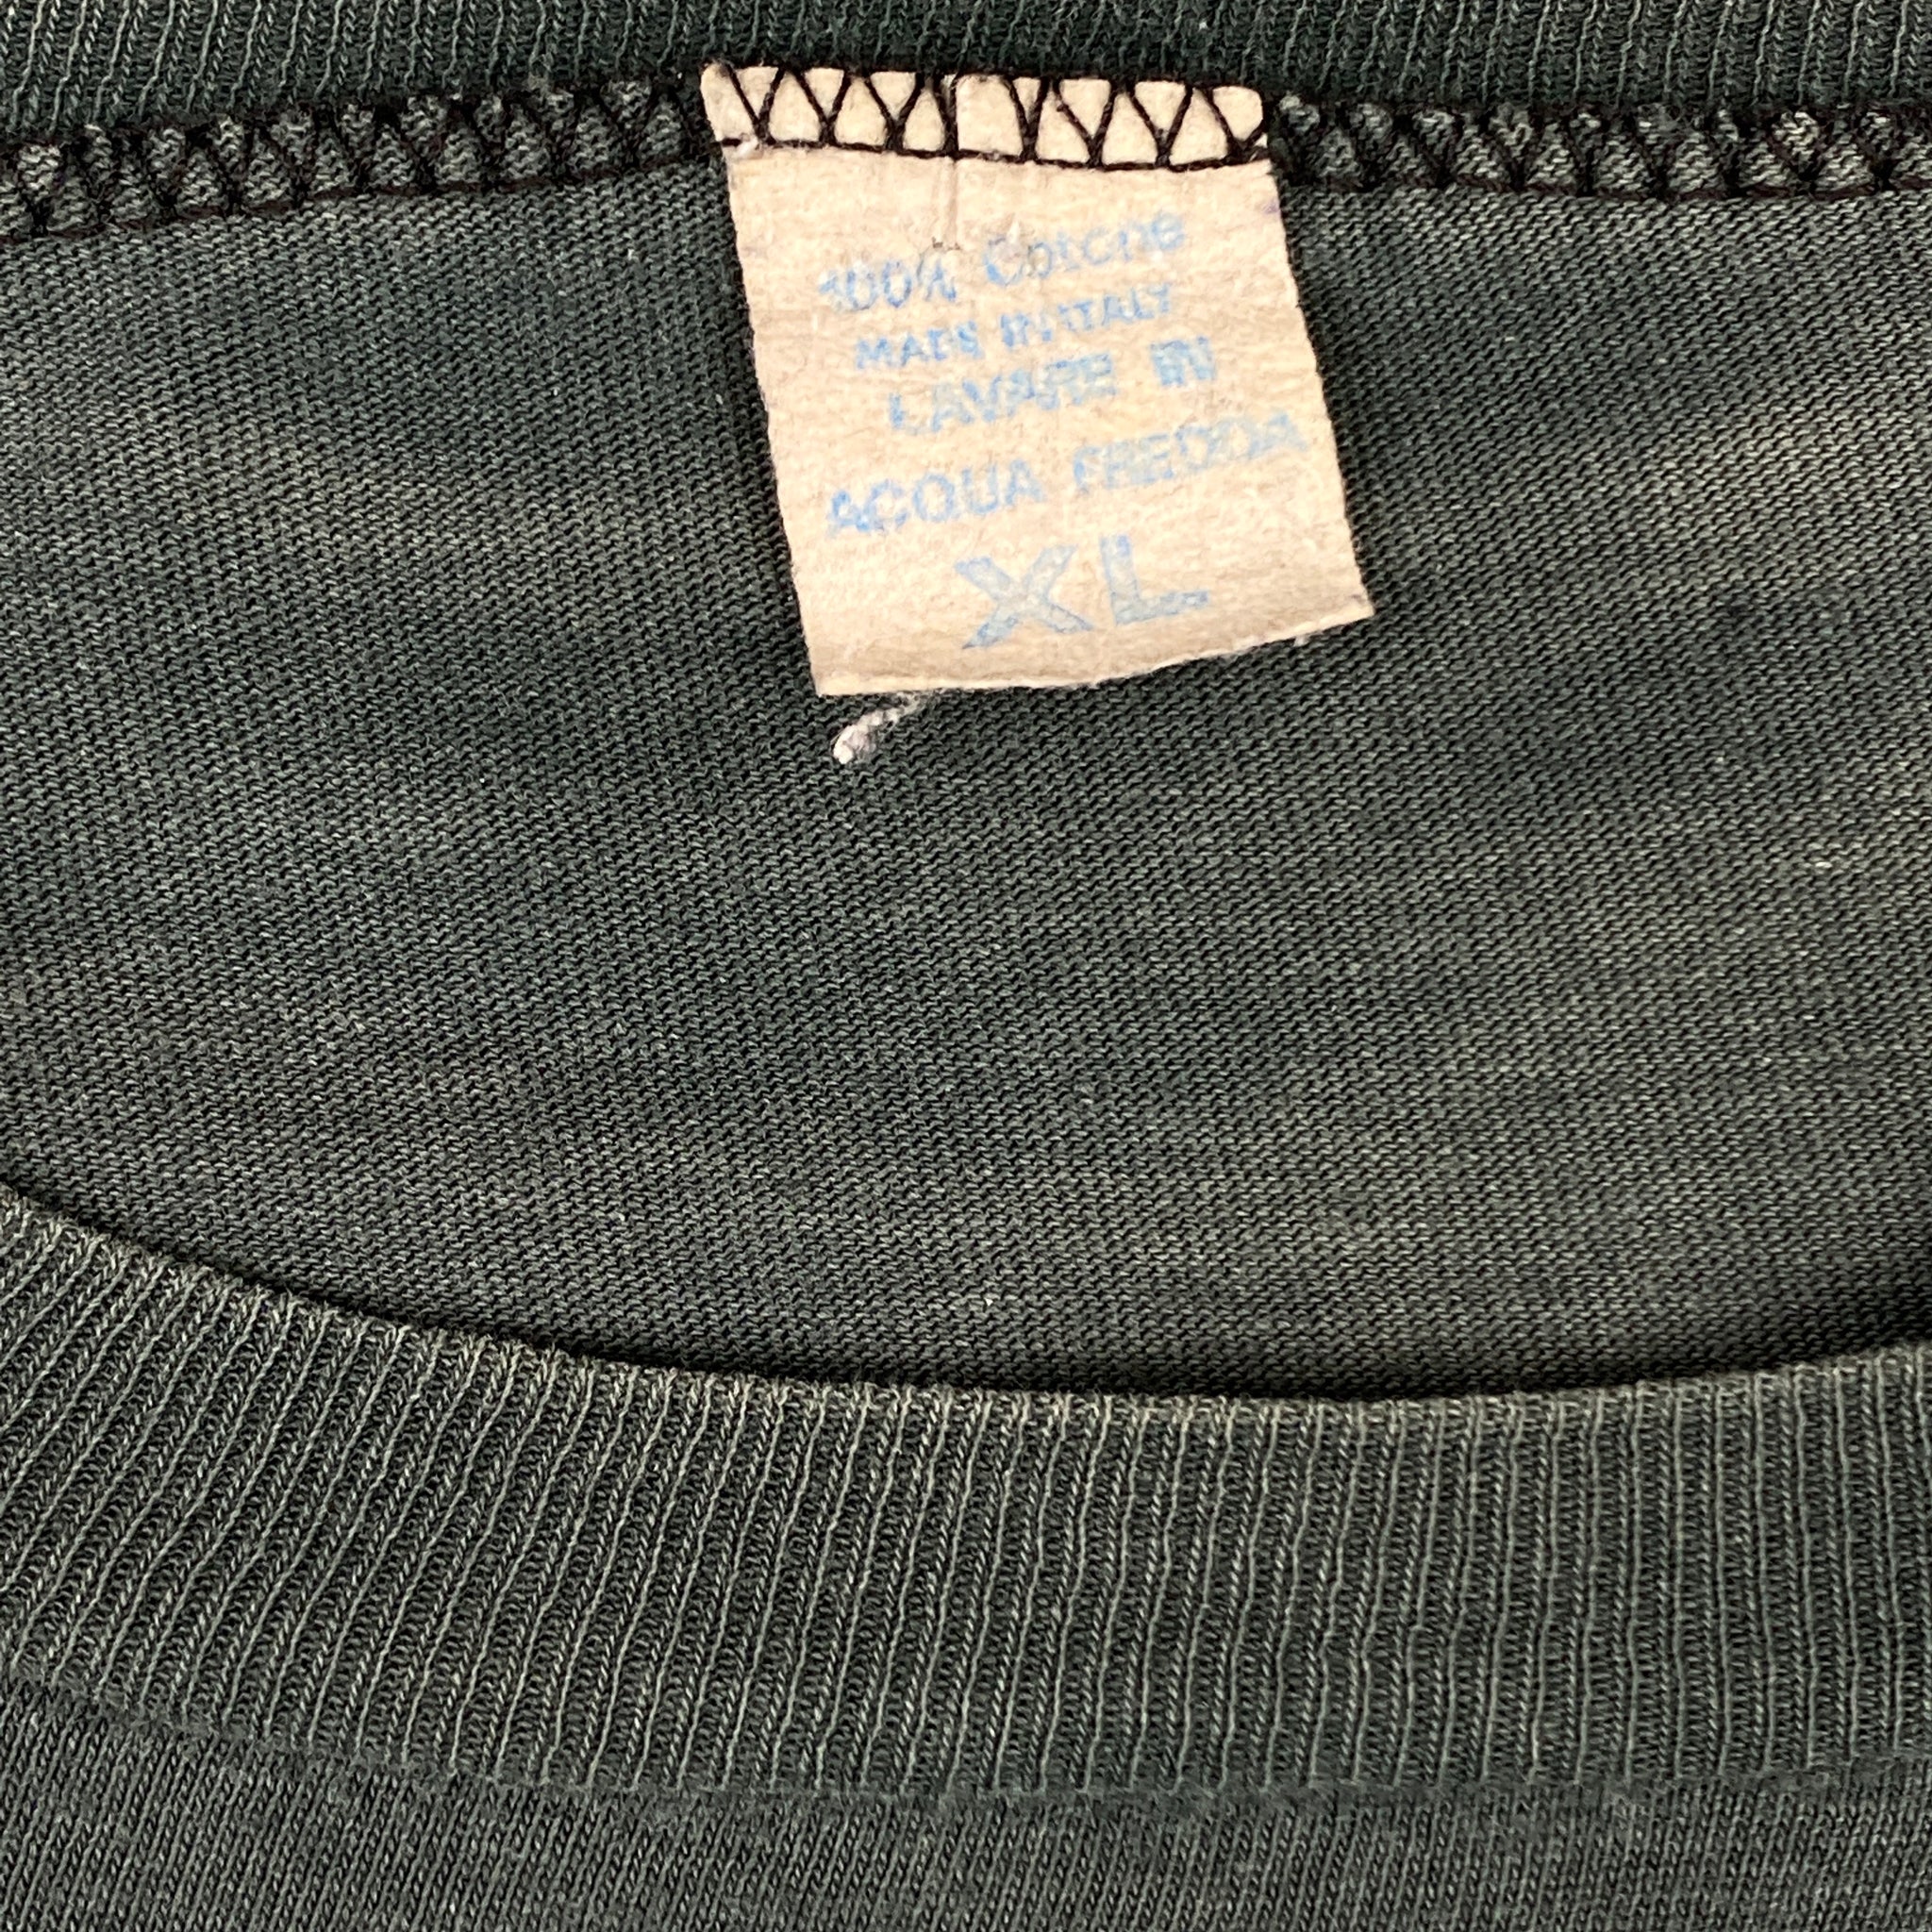 100% Cotone
MADE IN ITALY
LAVARE IN
ACQUA FREDDA
XL